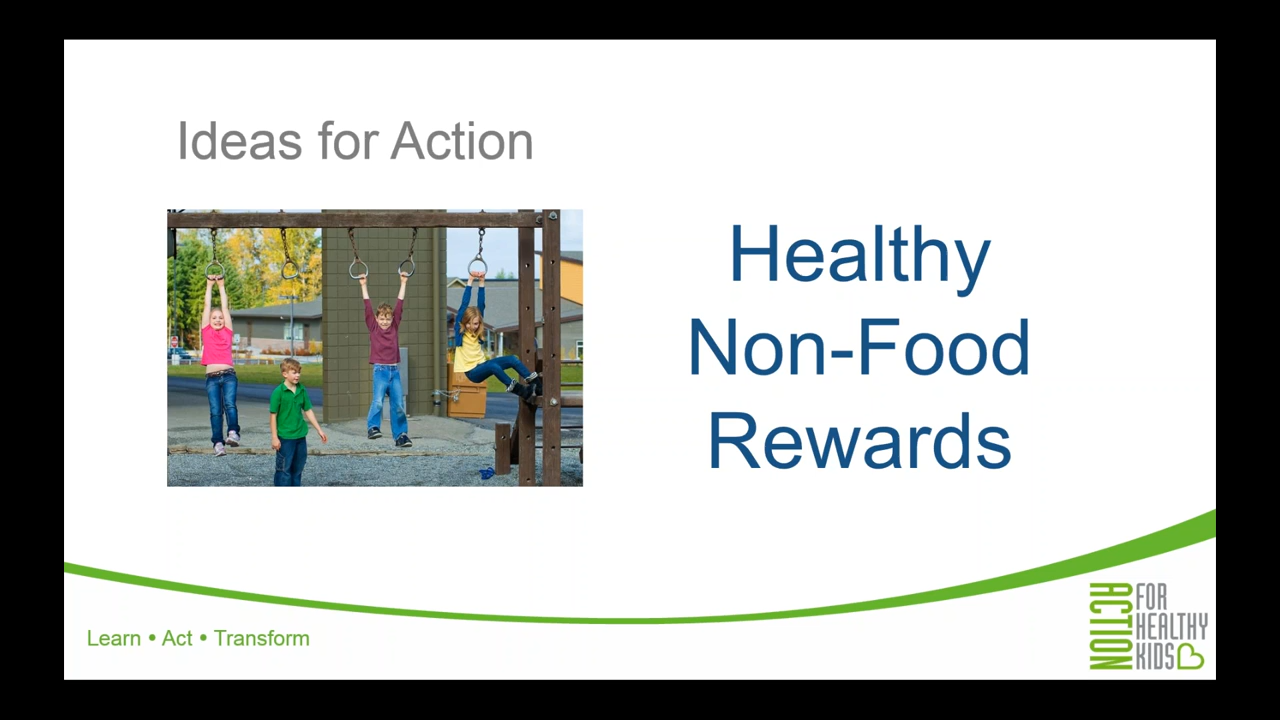 Ideas for Action
Healthy
Non-Food
Rewards
Learn • Act • Transform
ACTION
FOR
HEALTHY
KIDS